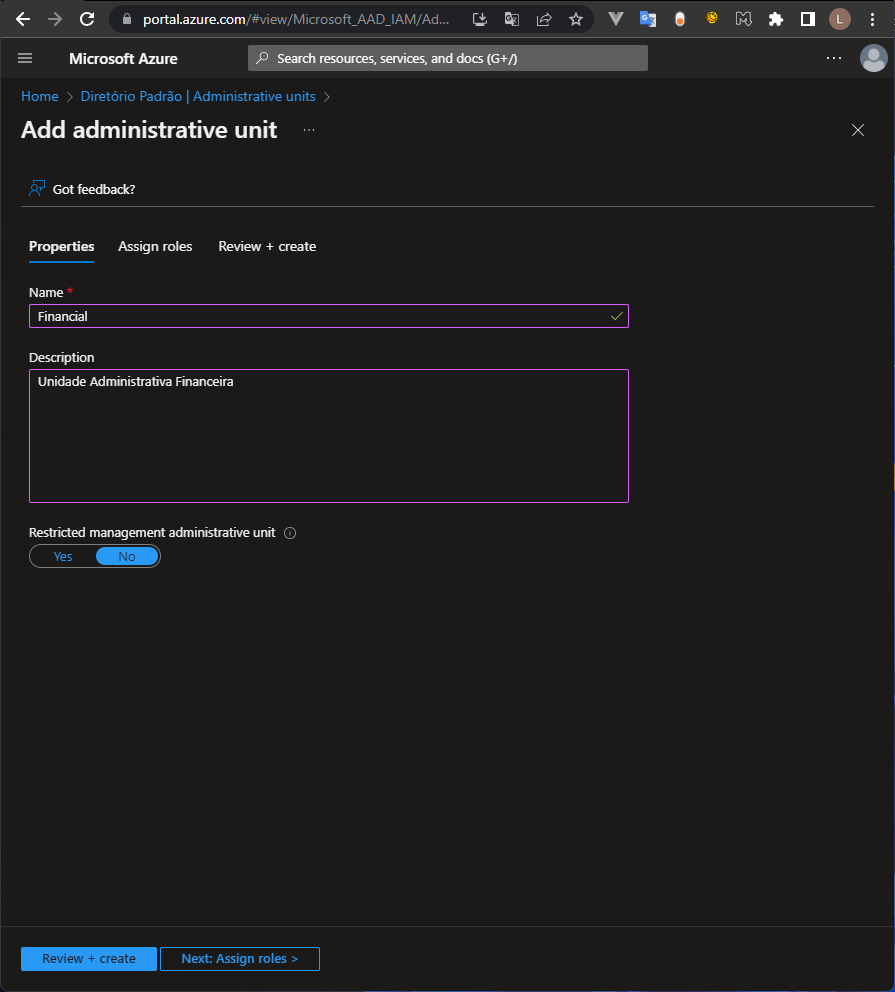 portal.azure.com/#view/Microsoft_AAD_IAM/Ad...
L
Microsoft Azure
Search resources, services, and docs (G+/)
Home > Diretório Padrão | Administrative units >
Add administrative unit
Got feedback?
Properties Assign roles Review + create
Name *
Financial
Description
Unidade Administrativa Financeira
Restricted management administrative unit
Yes No
Review + create Next: Assign roles >